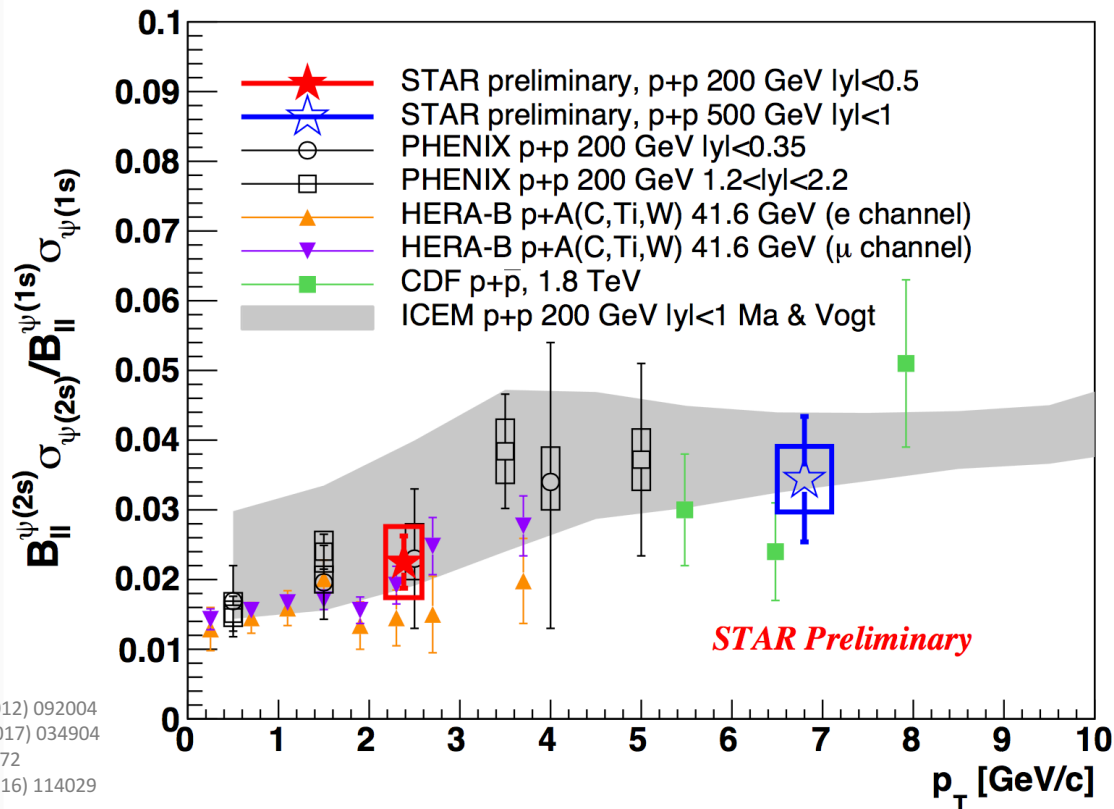 0.1
0.09
0.08
0.07
0.06
0.05
0.04
0.03
0.02
0.01
0
B_ll^ψ(2s) σ_ψ(2s)/B_ll^ψ(1s) σ_ψ(1s)
STAR preliminary, p+p 200 GeV |y|<0.5
STAR preliminary, p+p 500 GeV |y|<1
PHENIX p+p 200 GeV |y|<0.35
PHENIX p+p 200 GeV 1.2<|y|<2.2
HERA-B p+A(C,Ti,W) 41.6 GeV (e channel)
HERA-B p+A(C,Ti,W) 41.6 GeV (μ channel)
CDF p+p̅, 1.8 TeV
ICEM p+p 200 GeV |y|<1 Ma & Vogt
STAR Preliminary
0 1 2 3 4 5 6 7 8 9 10
p_T [GeV/c]
12) 092004
017) 034904
72
16) 114029